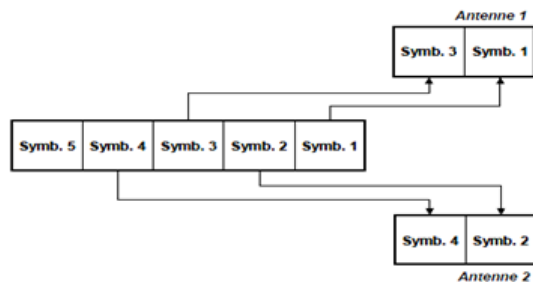 Antenne 1
Symb. 3 Symb. 1
Symb. 5 Symb. 4 Symb. 3 Symb. 2 Symb. 1
Symb. 4 Symb. 2
Antenne 2